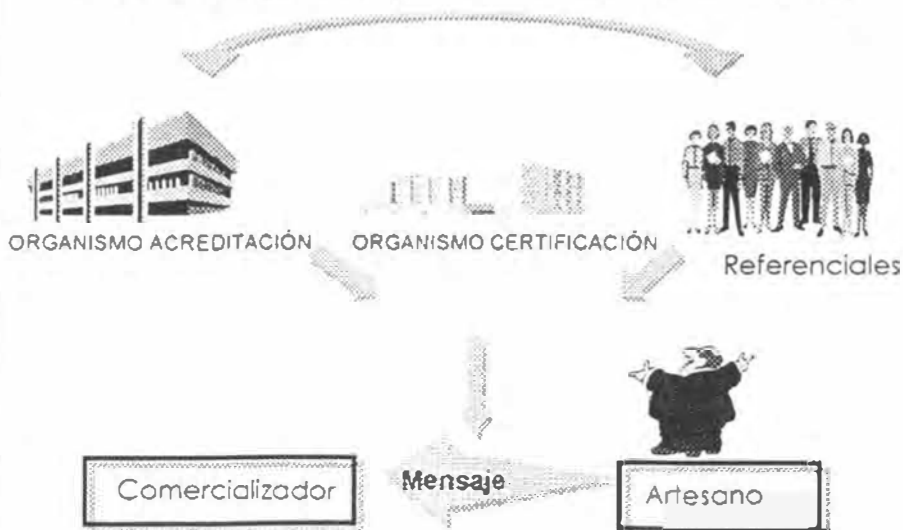 ORGANISMO ACREDITACIÓN
ORGANISMO CERTIFICACIÓN
Referenciales
Comercializador
Mensaje
Artesano